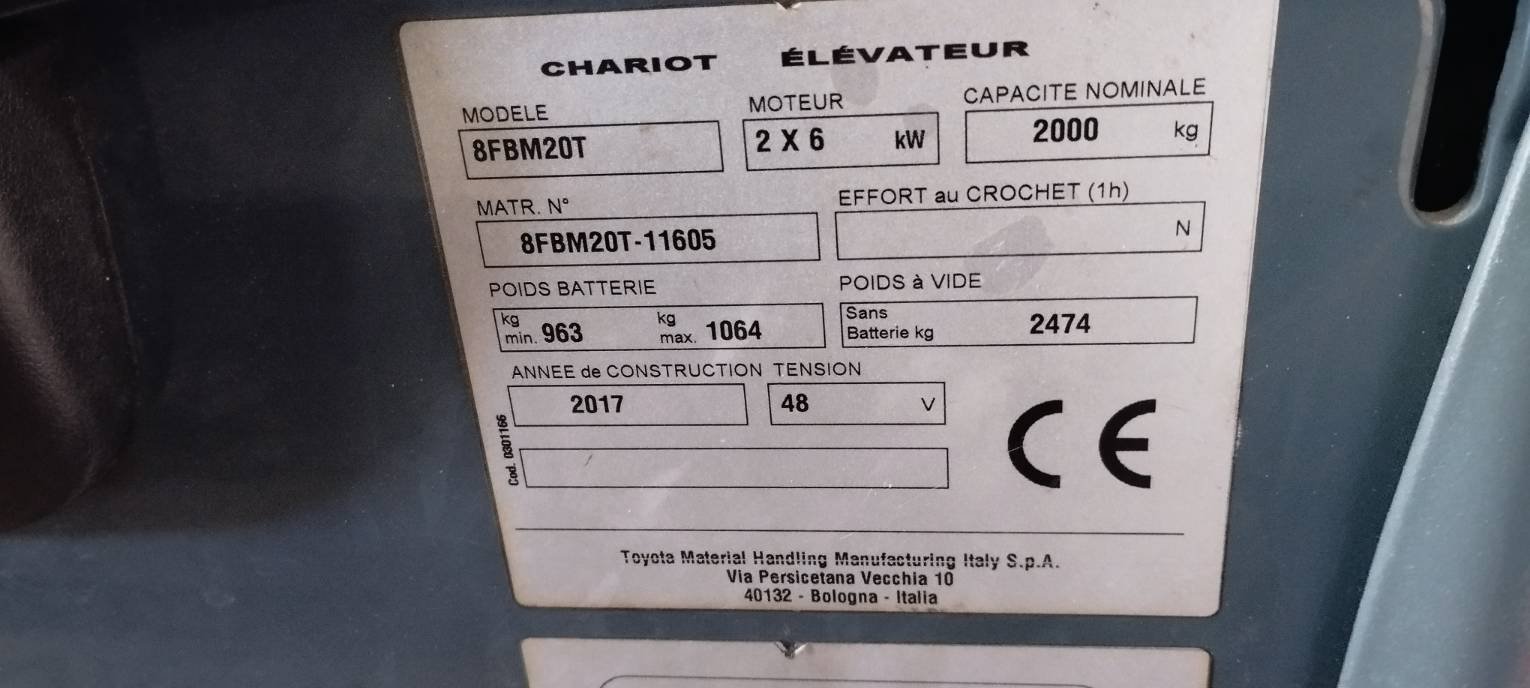 CHARIOT ÉLÉVATEUR
MODELE MOTEUR CAPACITE NOMINALE
8FBM20T 2 X 6 kW 2000 kg
MATR. N° EFFORT au CROCHET (1h)
8FBM20T-11605 N
POIDS BATTERIE POIDS à VIDE
kg min. 963 kg max. 1064 Sans Batterie kg 2474
ANNEE de CONSTRUCTION TENSION
2017 48 V
CE
Cod. 0301166
Toyota Material Handling Manufacturing Italy S.p.A.
Via Persicetana Vecchia 10
40132 - Bologna - Italia